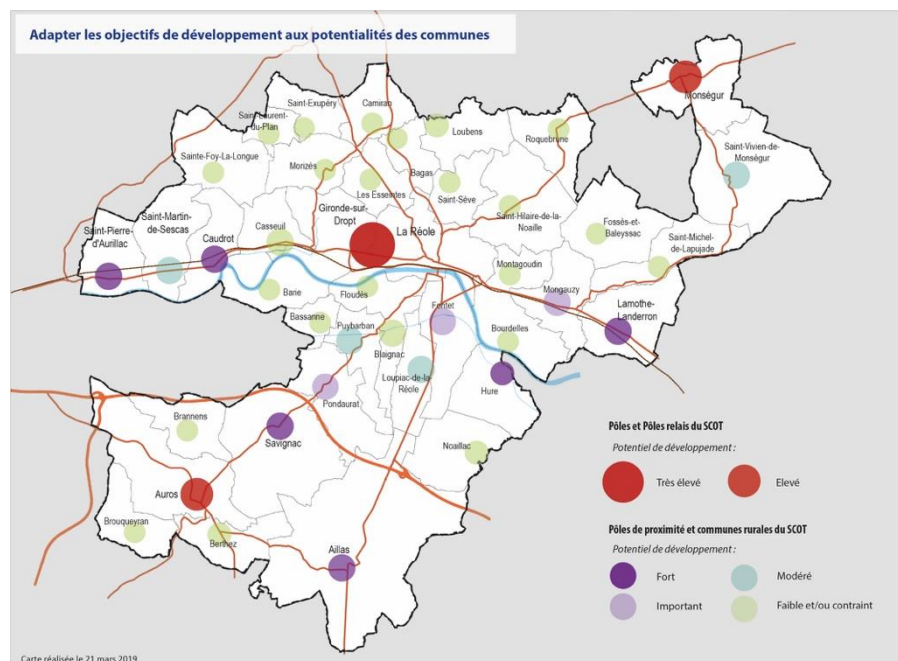 Adapter les objectifs de développement aux potentialités des communes
Monségur
Saint-Exupéry
Camiran
Saint-Laurent-
du-Plan
Loubens
Roquebrune
Saint-Vivien-de-
Monségur
Sainte-Foy-La-Longue
Morizès
Bagas
Les Esseintes
Saint-Sève
Gironde-sur-
Dropt
Saint-Hilaire-de-la-
Noaille
Fossès-et-
Baleyssac
Saint-Martin-
de-Sescas
Saint-Pierre-
d'Aurillac
Caudrot
Casseuil
La Réole
Saint-Michel-
de-Lapujade
Montagoudin
Mongauzy
Lamothe-
Landerron
Barie
Floudès
Fontet
Bassanne
Puybarban
Bourdelles
Blaignac
Loupiac-de-la-
Réole
Hure
Pondaurat
Brannens
Savignac
Noaillac
Auros
Brouqueyran
Berthez
Aillas
Pôles et Pôles relais du SCOT
Potentiel de développement :
Très élevé
Elevé
Pôles de proximité et communes rurales du SCOT
Potentiel de développement :
Fort
Modéré
Important
Faible et/ou contraint
Carte réalisée le 21 mars 2019